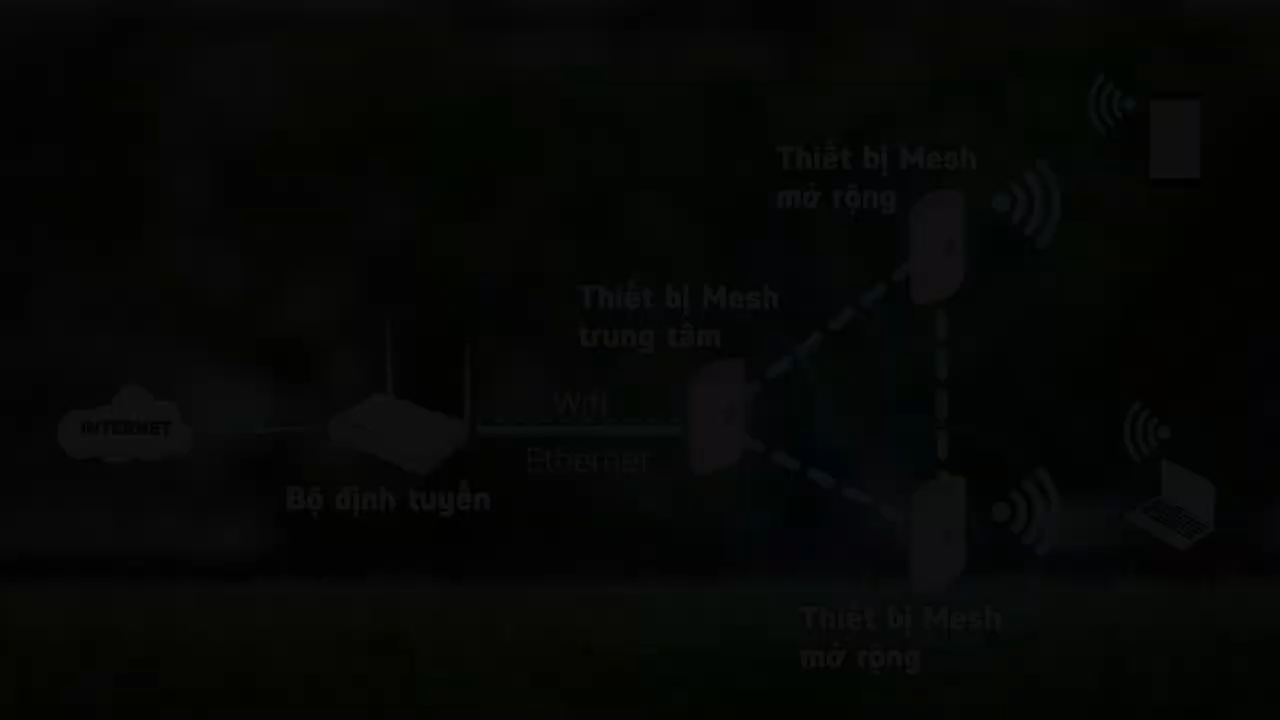 Thiết bị Mesh
mở rộng
Thiết bị Mesh
trung tâm
Wifi
INTERNET
Ethernet
Bộ định tuyến
Thiết bị Mesh
mở rộng